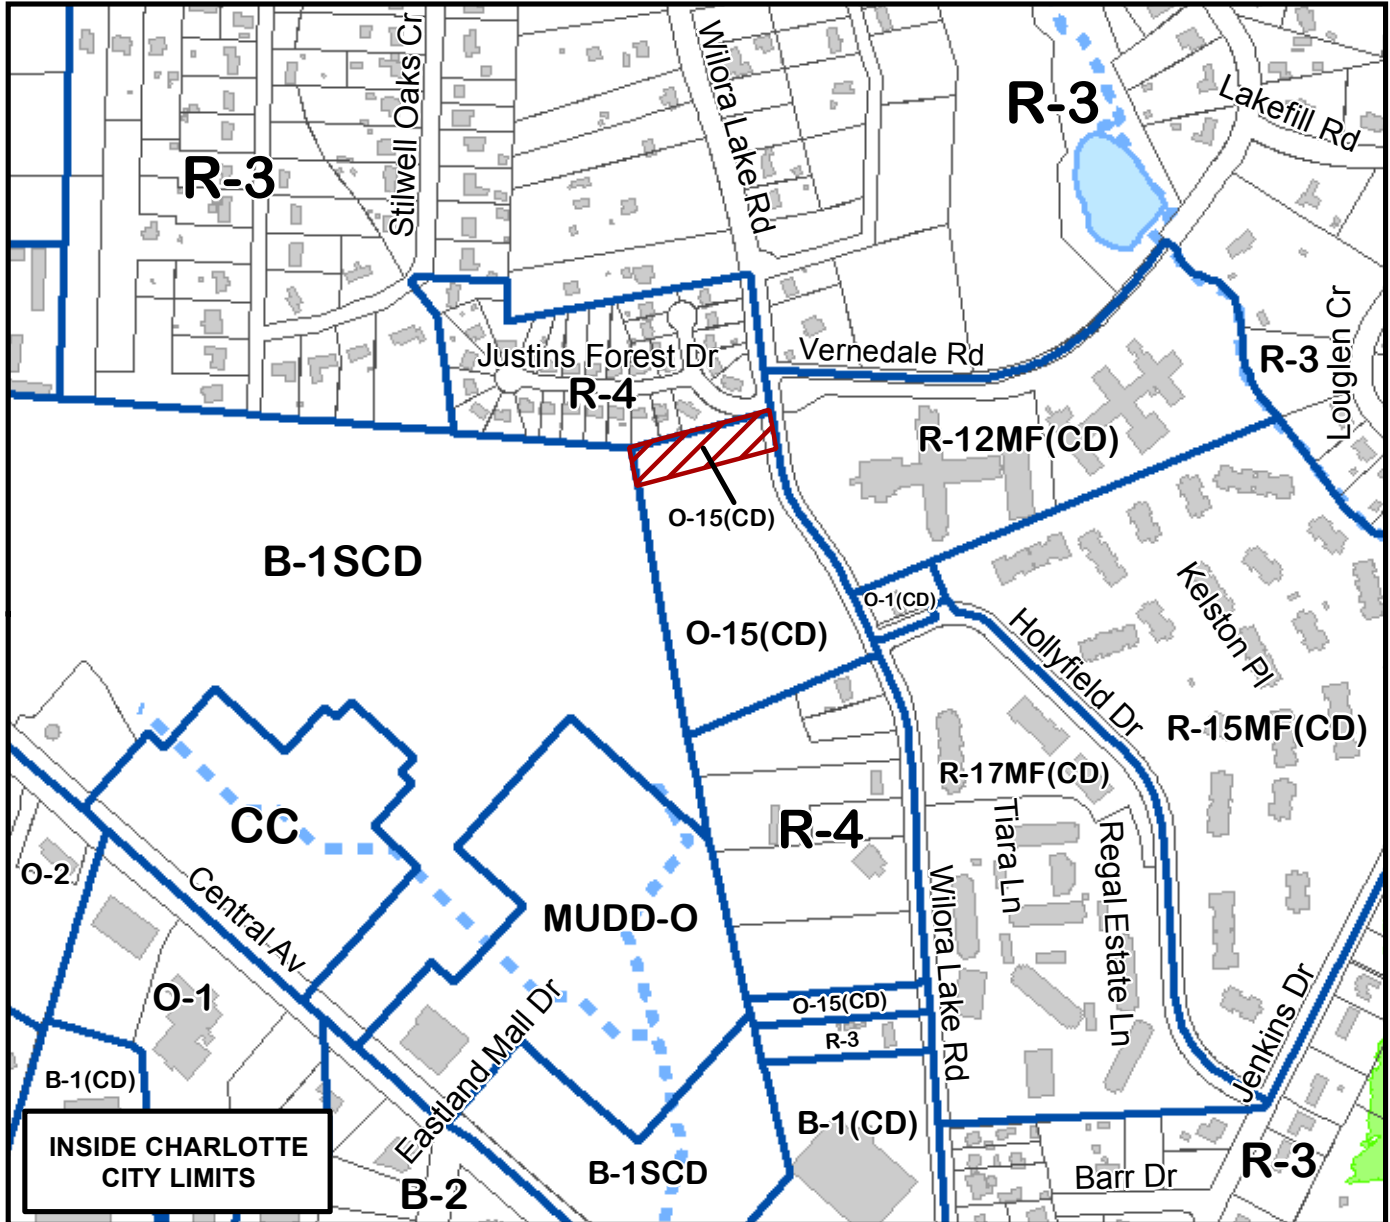 Stilwell Oaks Cr
Wilora Lake Rd
R-3
Lakefill Rd
R-3
Louglen Cr
Justins Forest Dr
Vernedale Rd
R-3
R-4
R-12MF(CD)
O-15(CD)
B-1SCD
Kelston Pl
O-1(CD)
O-15(CD)
Hollyfield Dr
R-15MF(CD)
R-17MF(CD)
CC
R-4
Tiara Ln
Regal Estate Ln
O-2
Central Av
MUDD-O
Wilora Lake Rd
O-1
O-15(CD)
Eastland Mall Dr
R-3
Jenkins Dr
B-1(CD)
B-1(CD)
INSIDE CHARLOTTE
CITY LIMITS
B-1SCD
Barr Dr
R-3
B-2